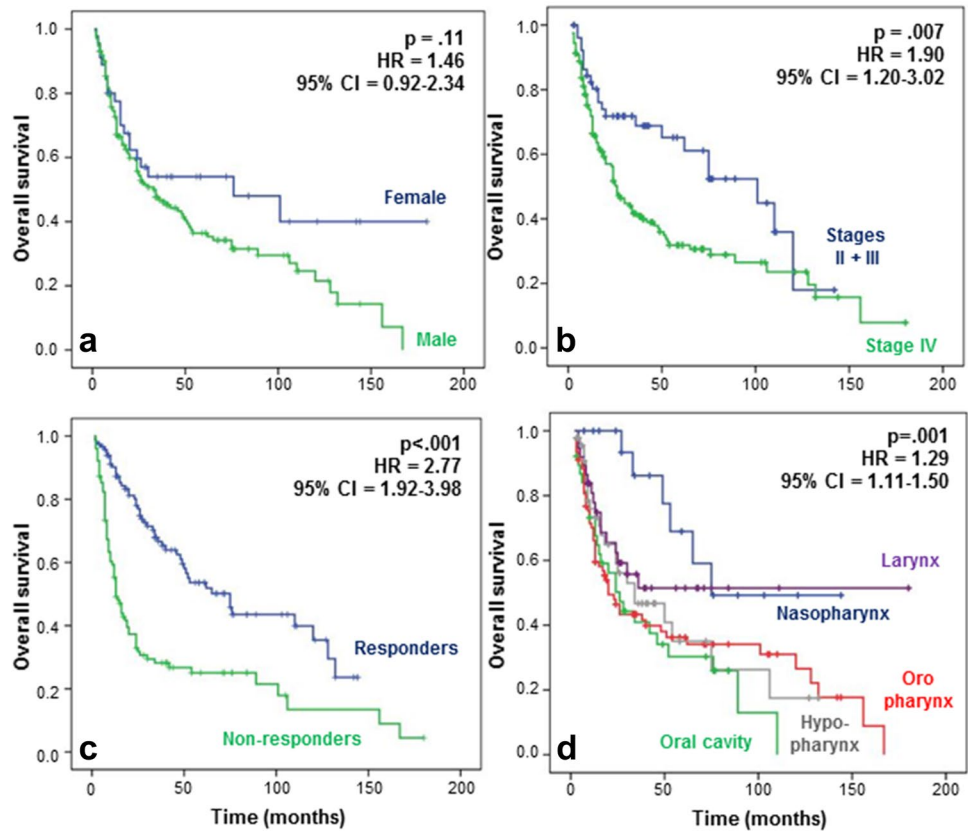 p = .11
HR = 1.46
95% CI = 0.92-2.34
Overall survival
1.0
0.8
0.6
0.4
0.2
0.0
Female
Male
a
0
50
100
150
200
p = .007
HR = 1.90
95% CI = 1.20-3.02
Overall survival
1.0
0.8
0.6
0.4
0.2
0.0
Stages
II + III
Stage IV
b
0
50
100
150
200
p<.001
HR = 2.77
95% CI = 1.92-3.98
Overall survival
1.0
0.8
0.6
0.4
0.2
0.0
Responders
Non-responders
c
0
50
100
150
200
Time (months)
p=.001
HR = 1.29
95% CI = 1.11-1.50
Overall survival
1.0
0.8
0.6
0.4
0.2
0.0
Larynx
Nasopharynx
Oro
pharynx
Hypo-
pharynx
Oral cavity
d
0
50
100
150
200
Time (months)